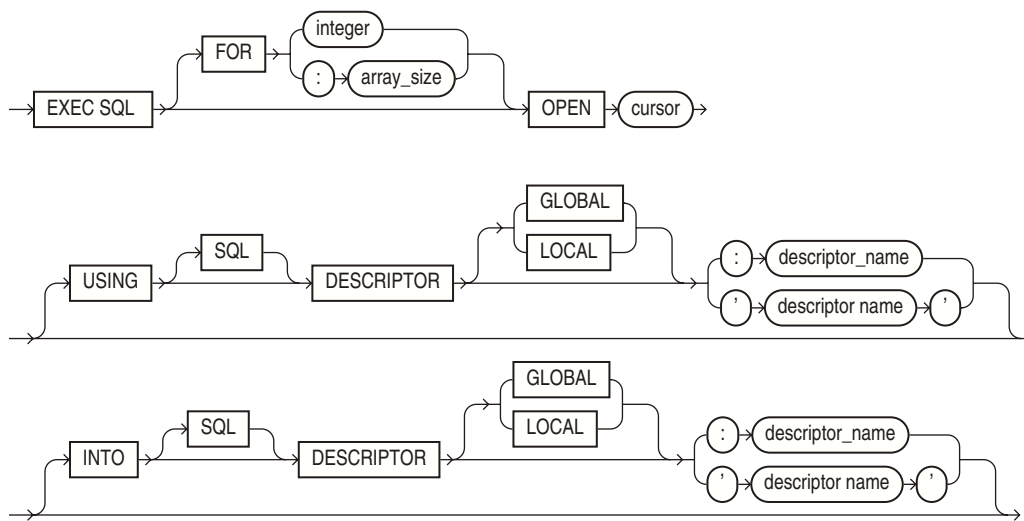 integer
FOR
: array_size
EXEC SQL OPEN cursor
GLOBAL
SQL LOCAL : descriptor_name
USING DESCRIPTOR ' descriptor name '
GLOBAL
SQL LOCAL : descriptor_name
INTO DESCRIPTOR ' descriptor name '